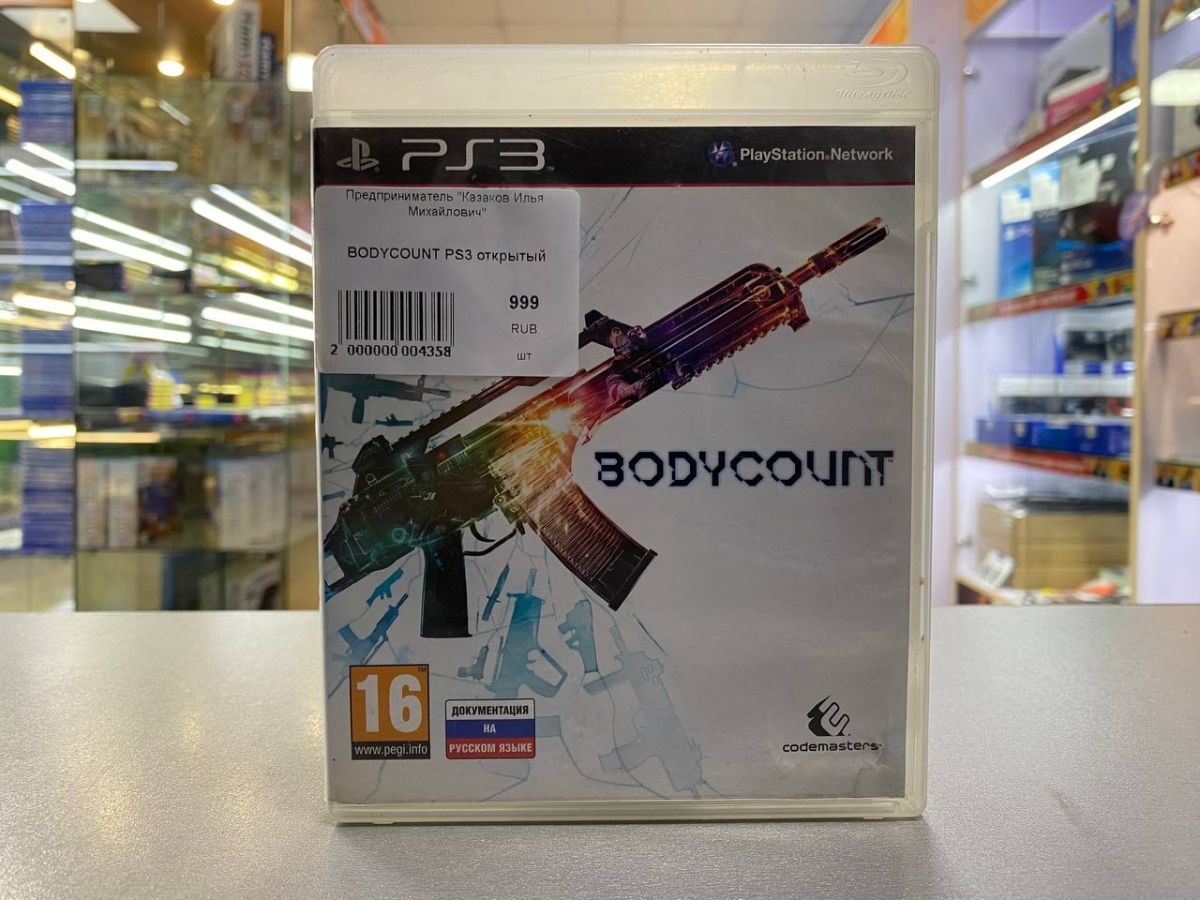 Blu-ray Disc
PS3
PlayStation®Network
Предприниматель "Казаков Илья
Михайлович"
BODYCOUNT PS3 открытый
999
RUB
2 000000 004358
шт
BODYCOUNT
16
www.pegi.info
ДОКУМЕНТАЦИЯ
НА
РУССКОМ ЯЗЫКЕ
codemasters